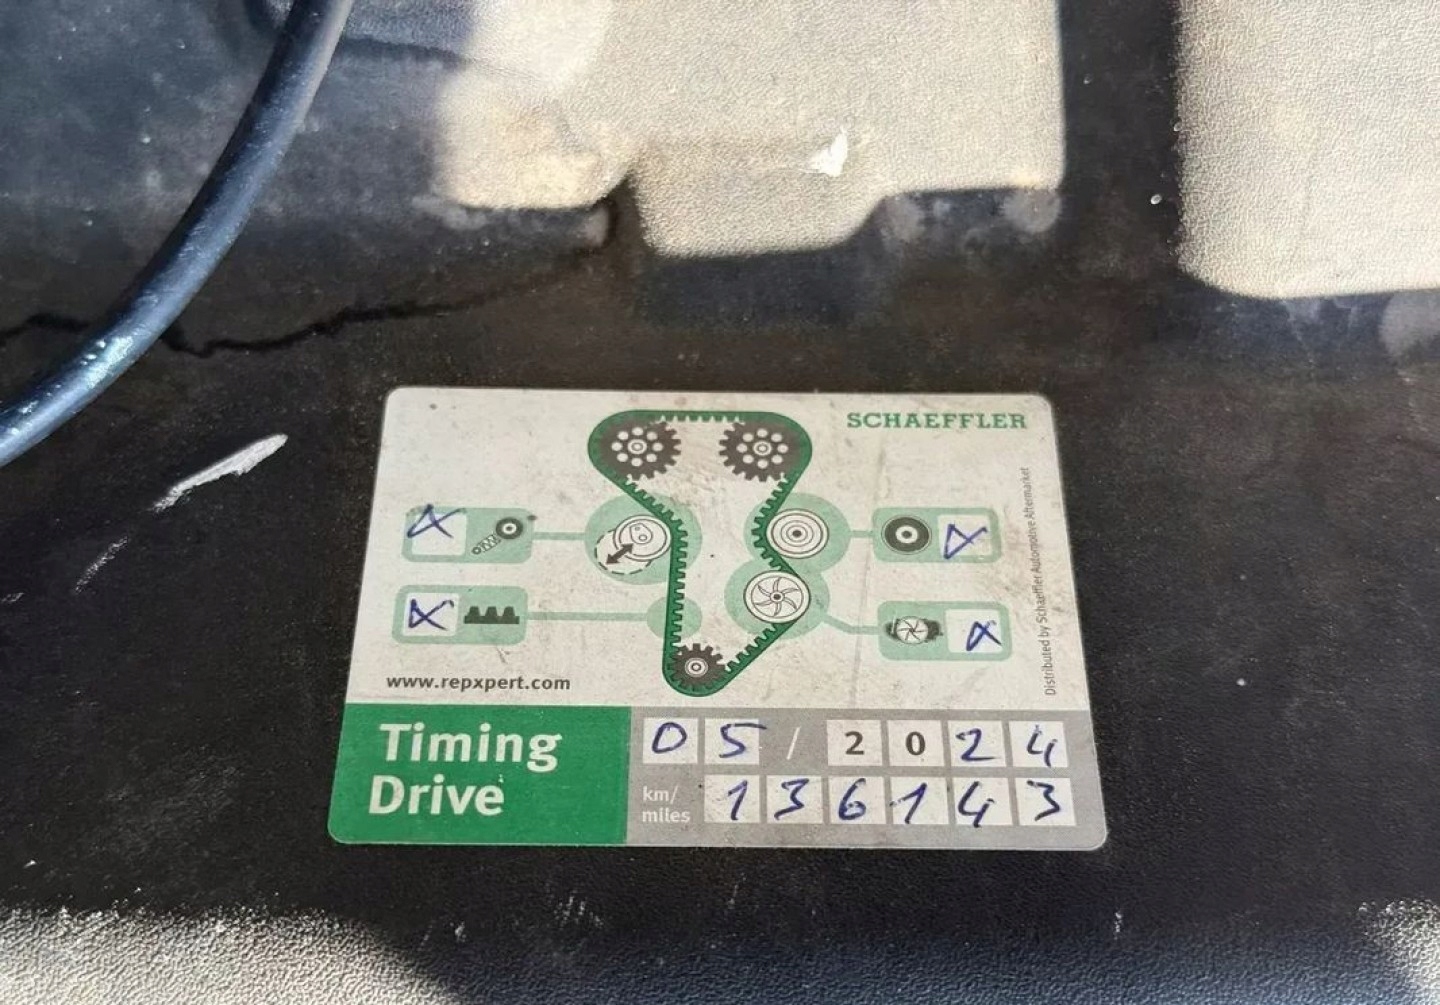 SCHAEFFLER
Distributed by Schaeffler Automotive Aftermarket
www.repxpert.com
Timing
Drive
05/2024
km/
miles
136143